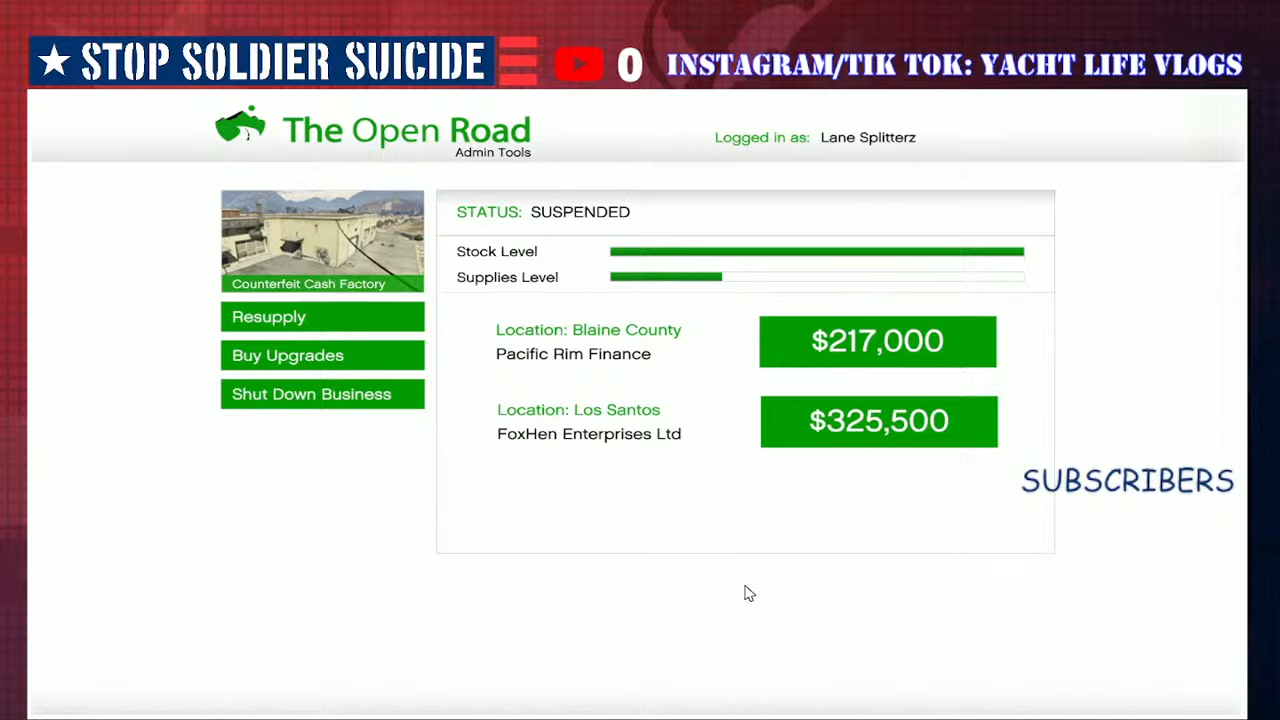 ★ STOP SOLDIER SUICIDE
0
INSTAGRAM/TIK TOK: YACHT LIFE VLOGS
The Open Road
Admin Tools
Logged in as: Lane Splitterz
Counterfeit Cash Factory
Resupply
Buy Upgrades
Shut Down Business
STATUS: SUSPENDED
Stock Level
Supplies Level
Location: Blaine County
Pacific Rim Finance
$217,000
Location: Los Santos
FoxHen Enterprises Ltd
$325,500
SUBSCRIBERS